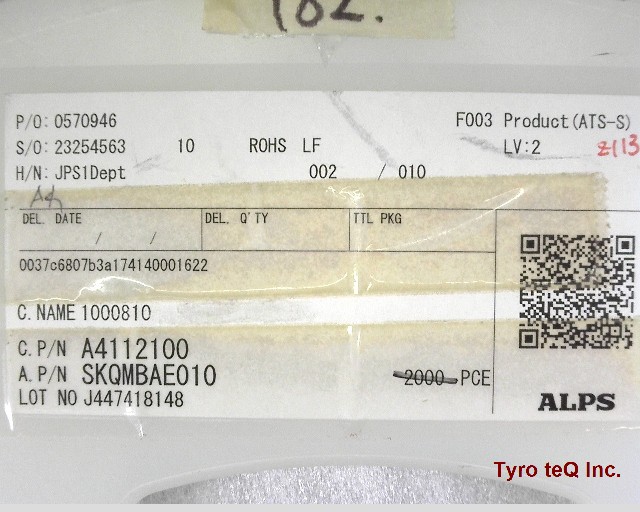 182.
P/O: 0570946
F003 Product(ATS-S)
S/O: 23254563 10 ROHS LF LV:2
H/N: JPS1Dept 002 / 010
DEL. DATE DEL. Q'TY TTL PKG
/ /
0037c6807b3a174140001622
C. NAME 1000810
C. P/N A4112100
A. P/N SKQMBAE010
2000 PCE
LOT NO J447418148
ALPS
Tyro teQ Inc.